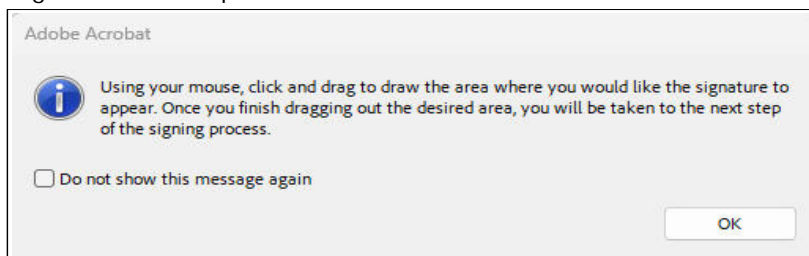 Adobe Acrobat
Using your mouse, click and drag to draw the area where you would like the signature to
appear. Once you finish dragging out the desired area, you will be taken to the next step
of the signing process.
Do not show this message again
OK